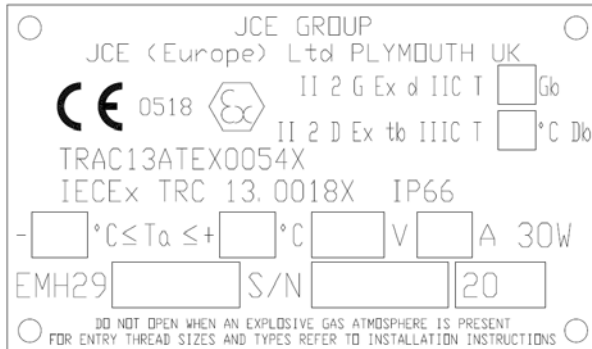 JCE GROUP
JCE (Europe) Ltd PLYMOUTH UK
II 2 G Ex d IIC T Gb
CE 0518 Ex
II 2 D Ex tb IIIC T °C Db
TRAC13ATEX0054X
IECEx TRC 13.0018X IP66
- °C≤Ta ≤+ °C V A 30W
EMH29 S/N 20
DO NOT OPEN WHEN AN EXPLOSIVE GAS ATMOSPHERE IS PRESENT
FOR ENTRY THREAD SIZES AND TYPES REFER TO INSTALLATION INSTRUCTIONS